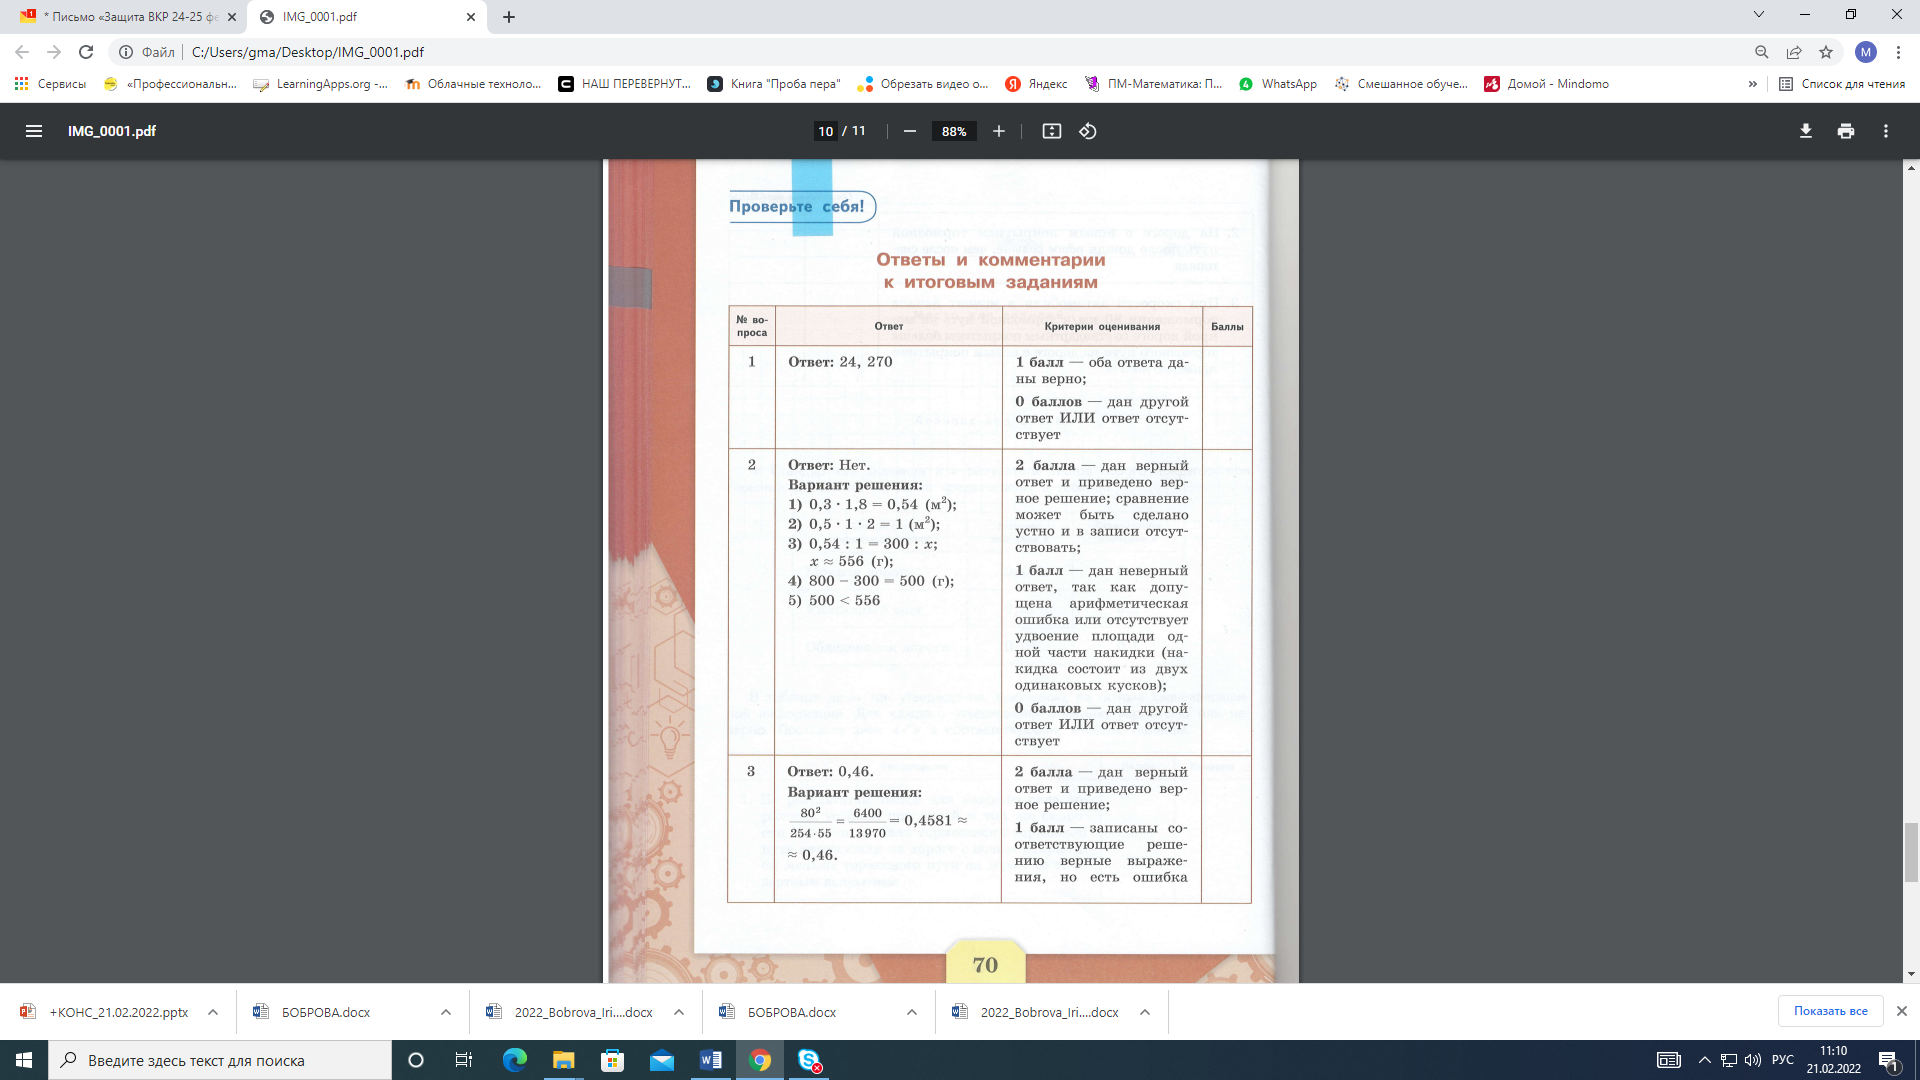 * Письмо «Защита ВКР 24-25 фе
IMG_0001.pdf
Файл
C:/Users/gma/Desktop/IMG_0001.pdf
M
Сервисы
«Профессиональн...
LearningApps.org -...
Облачные техноло...
НАШ ПЕРЕВЕРНУТ...
Книга "Проба пера"
Обрезать видео о...
Яндекс
ПМ-Математика: П...
WhatsApp
Смешанное обуче...
Домой - Mindomo
»
Список для чтения
IMG_0001.pdf
10 / 11
88%
Проверьте себя!
Ответы и комментарии
к итоговым заданиям
№ во-
проса
Ответ
Критерии оценивания
Баллы
1
Ответ: 24, 270
1 балл — оба ответа да-
ны верно;
0 баллов — дан другой
ответ ИЛИ ответ отсут-
ствует
2
Ответ: Нет.
Вариант решения:
1) 0,3 · 1,8 = 0,54 (м²);
2) 0,5 · 1 · 2 = 1 (м²);
3) 0,54 : 1 = 300 : x;
x ≈ 556 (г);
4) 800 − 300 = 500 (г);
5) 500 < 556
2 балла — дан верный
ответ и приведено вер-
ное решение; сравнение
может быть сделано
устно и в записи отсут-
ствовать;
1 балл — дан неверный
ответ, так как допу-
щена арифметическая
ошибка или отсутствует
удвоение площади од-
ной части накидки (на-
кидка состоит из двух
одинаковых кусков);
0 баллов — дан другой
ответ ИЛИ ответ отсут-
ствует
3
Ответ: 0,46.
Вариант решения:
80²/254·55 = 6400/13970 = 0,4581 ≈
≈ 0,46.
2 балла — дан верный
ответ и приведено вер-
ное решение;
1 балл — записаны со-
ответствующие реше-
нию верные выраже-
ния, но есть ошибка
70
+КОНС_21.02.2022.pptx
БОБРОВА.docx
2022_Bobrova_Iri....docx
БОБРОВА.docx
2022_Bobrova_Iri....docx
Показать все
Введите здесь текст для поиска
РУС
11:10
21.02.2022
1